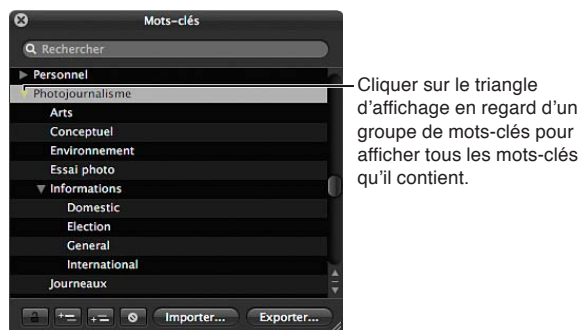 Mots-clés
Rechercher
Personnel
Photojournalisme
Arts
Conceptuel
Environnement
Essai photo
Informations
Domestic
Election
General
International
Journeaux
Importer...
Exporter...
Cliquer sur le triangle
d’affichage en regard d’un
groupe de mots-clés pour
afficher tous les mots-clés
qu’il contient.